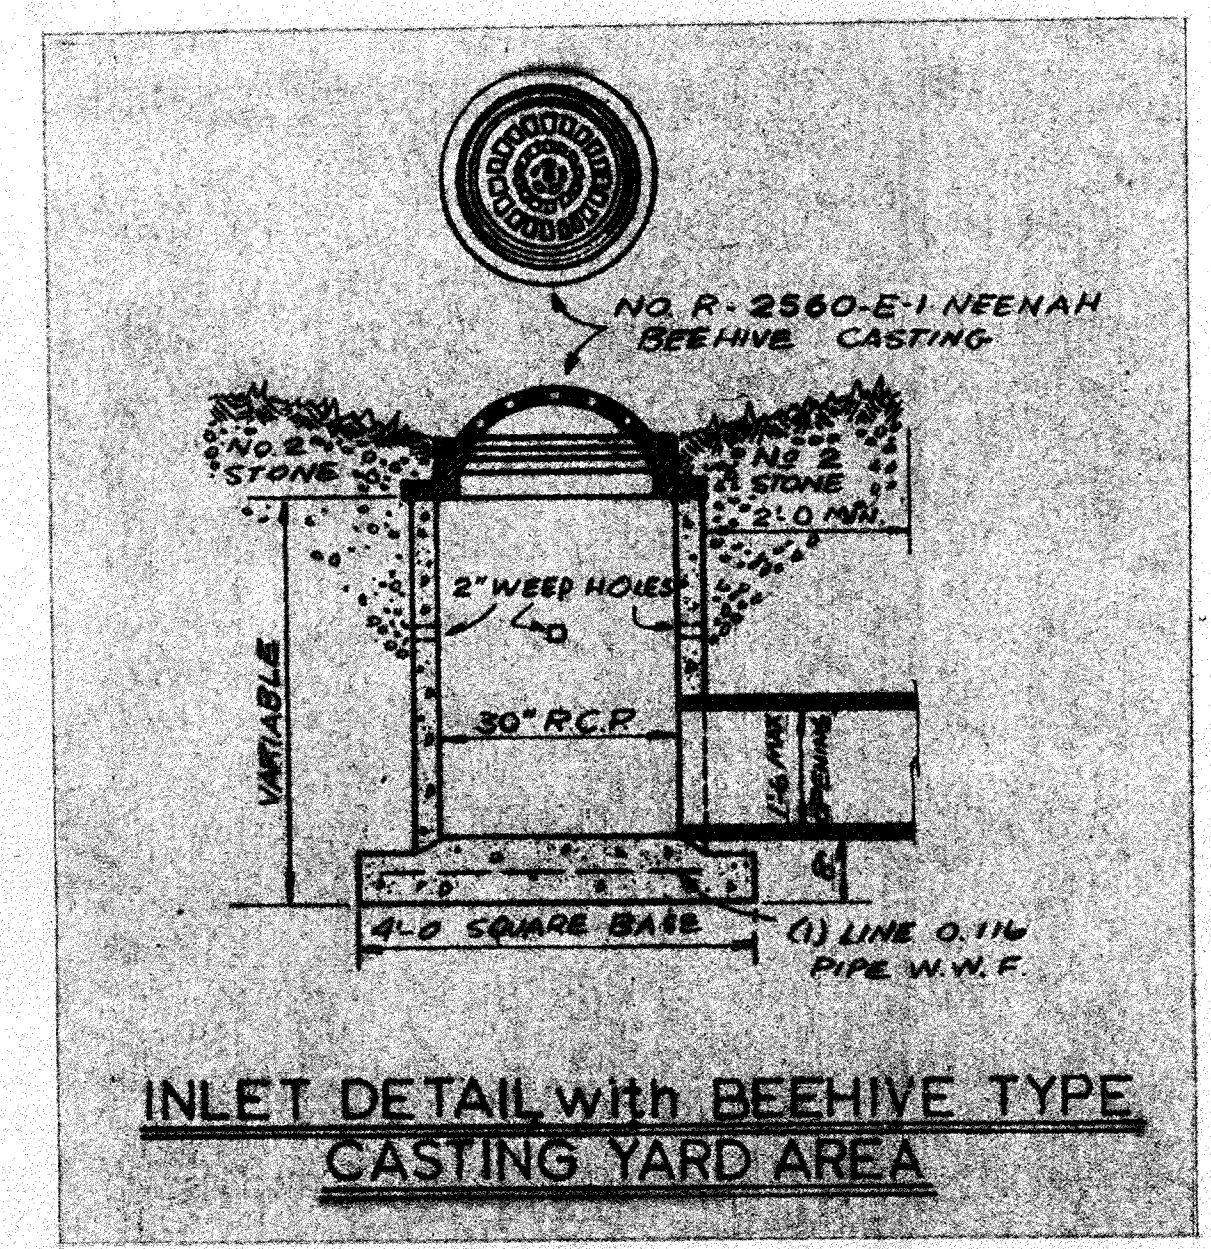 NO. R-2560-E-1 NEENAH
BEEHIVE CASTING
NO. 2
STONE
NO 2
STONE
2'-0 MIN.
2" WEEP HOLES
VARIABLE
30" R.C.P.
1'-6 MAX
OPENING
4'-0 SQUARE BASE
(1) LINE 0.116
PIPE W.W.F.
INLET DETAIL with BEEHIVE TYPE
CASTING YARD AREA